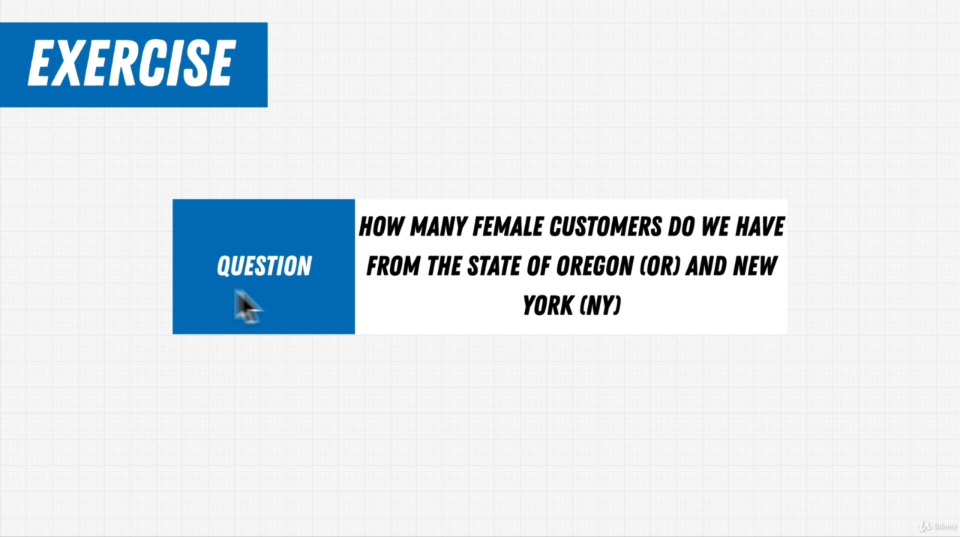 EXERCISE
QUESTION
HOW MANY FEMALE CUSTOMERS DO WE HAVE
FROM THE STATE OF OREGON (OR) AND NEW
YORK (NY)
Udemy